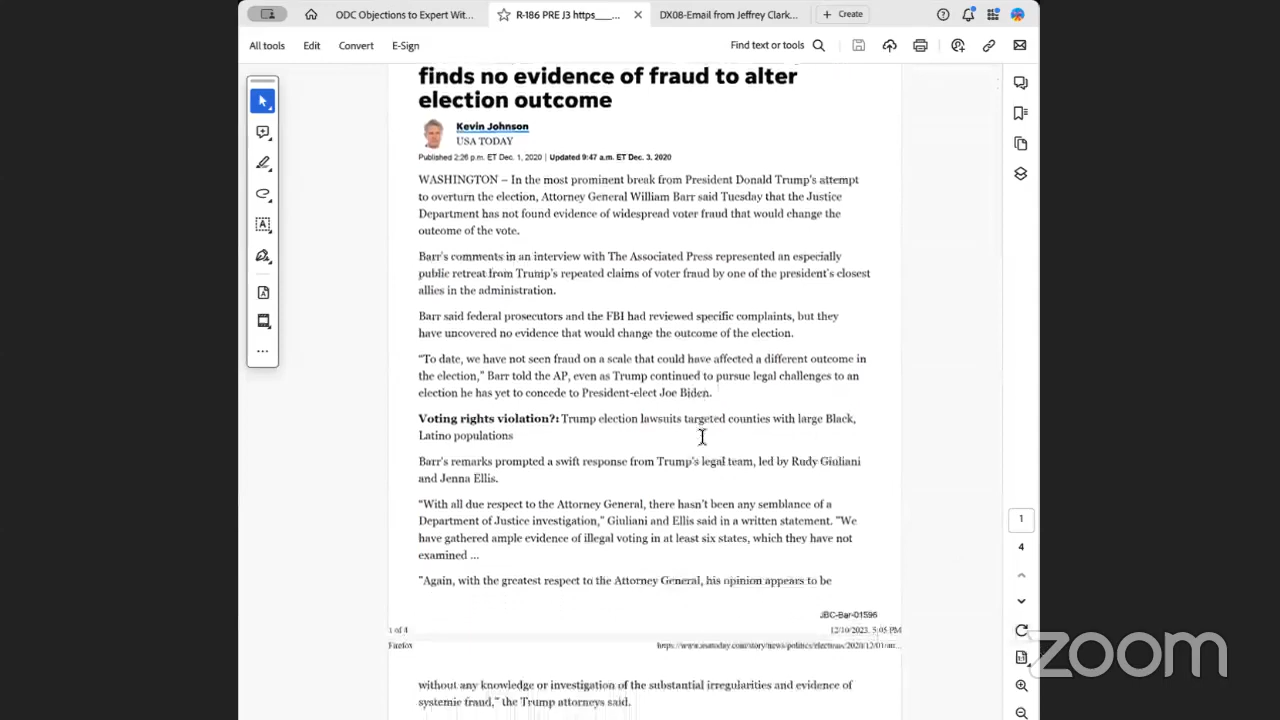 ODC Objections to Expert Wit...
R-186 PRE J3 https____...
DX08-Email from Jeffrey Clark...
+ Create
All tools
Edit
Convert
E-Sign
Find text or tools
finds no evidence of fraud to alter
election outcome
Kevin Johnson
USA TODAY
Published 2:26 p.m. ET Dec. 1, 2020 | Updated 9:47 a.m. ET Dec. 3, 2020
WASHINGTON – In the most prominent break from President Donald Trump's attempt
to overturn the election, Attorney General William Barr said Tuesday that the Justice
Department has not found evidence of widespread voter fraud that would change the
outcome of the vote.
Barr's comments in an interview with The Associated Press represented an especially
public retreat from Trump's repeated claims of voter fraud by one of the president's closest
allies in the administration.
Barr said federal prosecutors and the FBI had reviewed specific complaints, but they
have uncovered no evidence that would change the outcome of the election.
"To date, we have not seen fraud on a scale that could have affected a different outcome in
the election," Barr told the AP, even as Trump continued to pursue legal challenges to an
election he has yet to concede to President-elect Joe Biden.
Voting rights violation?: Trump election lawsuits targeted counties with large Black,
Latino populations
Barr's remarks prompted a swift response from Trump's legal team, led by Rudy Giuliani
and Jenna Ellis.
"With all due respect to the Attorney General, there hasn't been any semblance of a
Department of Justice investigation," Giuliani and Ellis said in a written statement. "We
have gathered ample evidence of illegal voting in at least six states, which they have not
examined ...
"Again, with the greatest respect to the Attorney General, his opinion appears to be
JBC-Bar-01596
1 of 4
12/10/2023, 5:05 PM
Firefox
https://www.usatoday.com/story/news/politics/elections/2020/12/01/
without any knowledge or investigation of the substantial irregularities and evidence of
systemic fraud," the Trump attorneys said.
1
4
zoom